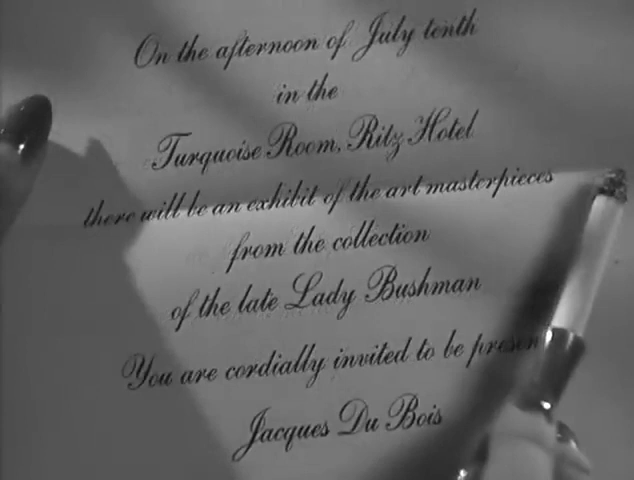 On the afternoon of July tenth
in the
Turquoise Room, Ritz Hotel
there will be an exhibit of the art masterpieces
from the collection
of the late Lady Bushman
You are cordially invited to be presen
Jacques Du Bois